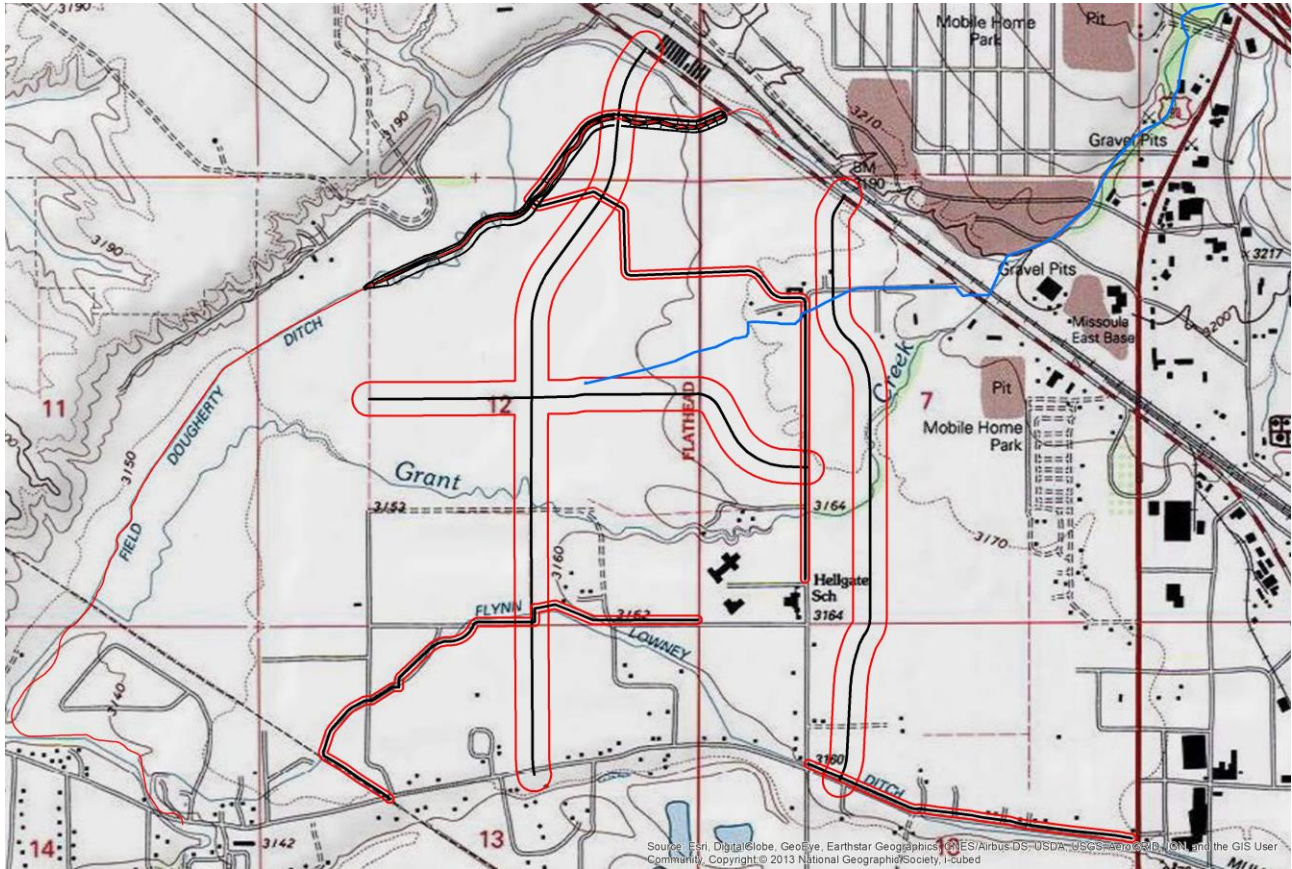 3190
Mobile Home
Park
Pit
3190
3210
Gravel Pits
BM
3190
3190
3217
Gravel Pits
Missoula
East Base
3200
DITCH
Creek
11
12
FLATHEAD
7
Pit
DOUGHERTY
Mobile Home
Park
3150
Grant
3153
3164
3170
FIELD
3160
Hellgate
Sch
FLYNN
3162
3164
LOWNEY
3140
3160
DITCH
14
3142
13
Source: Esri, DigitalGlobe, GeoEye, Earthstar Geographics, CNES/Airbus DS, USDA, USGS, AeroGRID, IGN, and the GIS User
Community, Copyright:© 2013 National Geographic Society, i-cubed